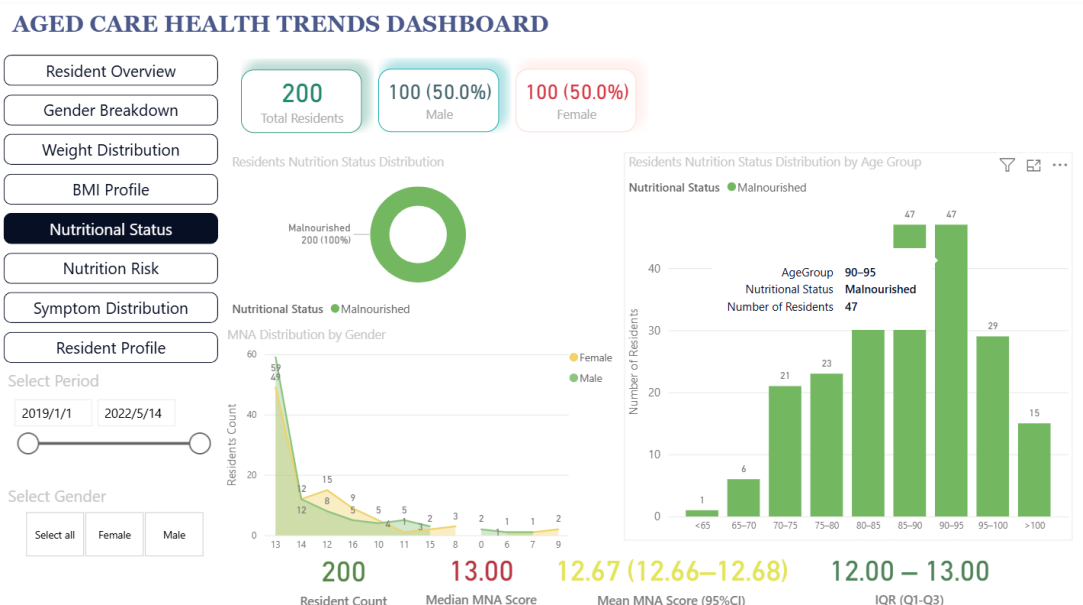 AGED CARE HEALTH TRENDS DASHBOARD
Resident Overview
Gender Breakdown
Weight Distribution
BMI Profile
Nutritional Status
Nutrition Risk
Symptom Distribution
Resident Profile
Select Period
2019/1/1 2022/5/14
Select Gender
Select all Female Male
200
Total Residents
100 (50.0%)
Male
100 (50.0%)
Female
Residents Nutrition Status Distribution
Malnourished
200 (100%)
Nutritional Status Malnourished
MNA Distribution by Gender
Female
Male
Residents Count
60
40
20
0
59
49
12
12
15
8
9
5
5
4
5
1
2
3
3
2
1
1
1
2
13 14 12 16 10 11 15 8 0 6 7 9
Residents Nutrition Status Distribution by Age Group
Nutritional Status Malnourished
Number of Residents
40
30
20
10
0
1
6
21
23
47
47
29
15
AgeGroup 90–95
Nutritional Status Malnourished
Number of Residents 47
<65 65–70 70–75 75–80 80–85 85–90 90–95 95–100 >100
200
Resident Count
13.00
Median MNA Score
12.67 (12.66–12.68)
Mean MNA Score (95%CI)
12.00 – 13.00
IQR (Q1-Q3)